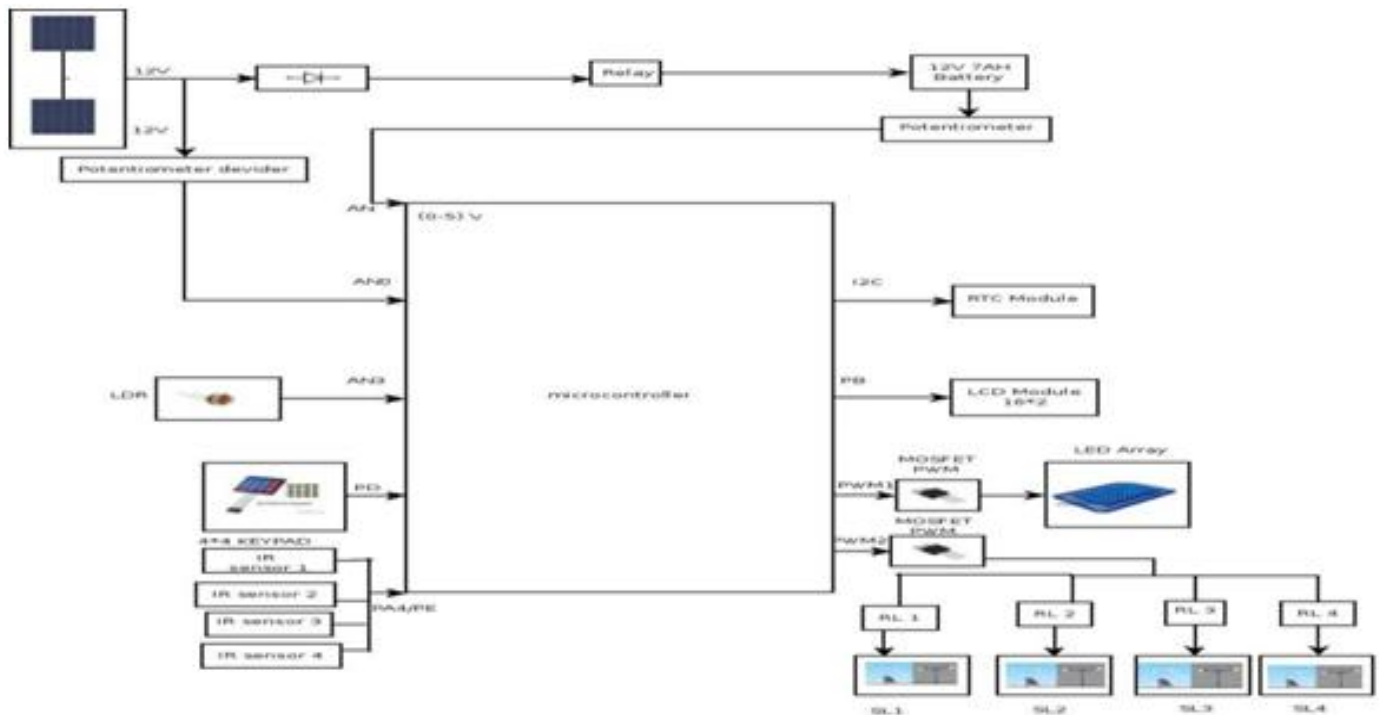 12V
12V
Relay
12V 7AH
Battery
Potentiometer
Potentiometer devider
AN
(0-5) V
AN0
I2C
RTC Module
LDR
AN3
microcontroller
PB
LCD Module
16*2
PD
4*4 KEYPAD
MOSFET
PWM
LED Array
PWM1
MOSFET
PWM
PWM2
IR
sensor 1
IR sensor 2
IR sensor 3
IR sensor 4
PA4/PE
RL 1
RL 2
RL 3
RL 4
SL1
SL2
SL3
SL4